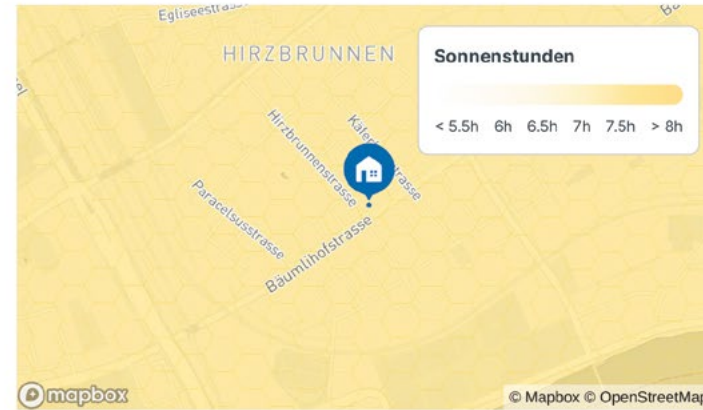 Egliseestrasse
HIRZBRUNNEN
Sonnenstunden
< 5.5h 6h 6.5h 7h 7.5h > 8h
Hirzbrunnenstrasse
Paracelsusstrasse
Bäumlihofstrasse
mapbox
© Mapbox © OpenStreetMap